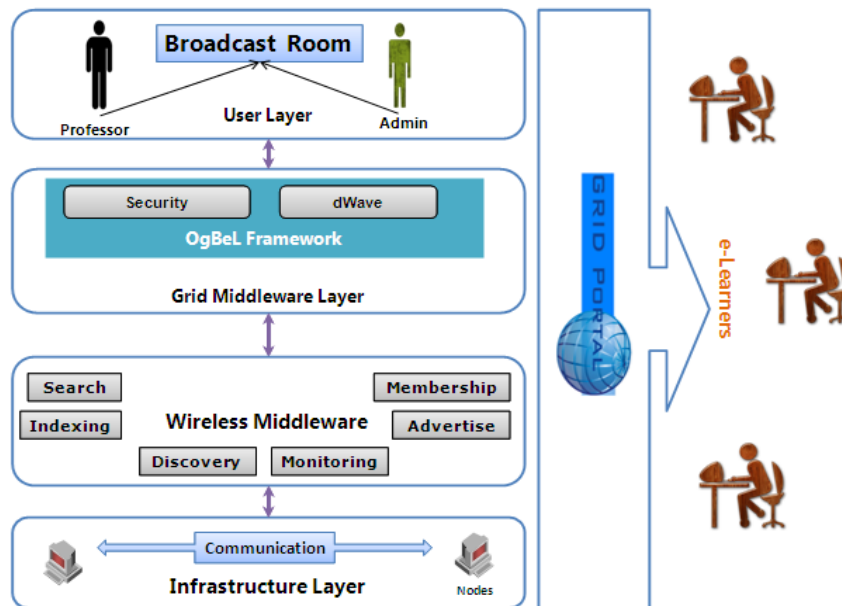 Broadcast Room
Professor
User Layer
Admin
Security
dWave
OgBeL Framework
Grid Middleware Layer
Search
Membership
Indexing
Wireless Middleware
Advertise
Discovery
Monitoring
Communication
Infrastructure Layer
Nodes
GRID PORTAL
e-Learners